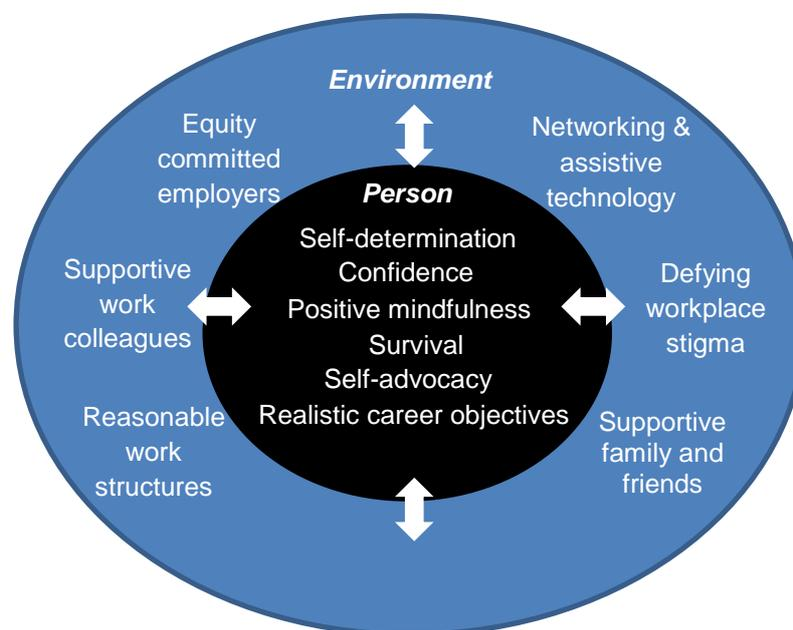 Environment
Equity
committed
employers
Networking &
assistive
technology
Person
Self-determination
Confidence
Positive mindfulness
Survival
Self-advocacy
Realistic career objectives
Supportive
work
colleagues
Defying
workplace
stigma
Reasonable
work
structures
Supportive
family and
friends